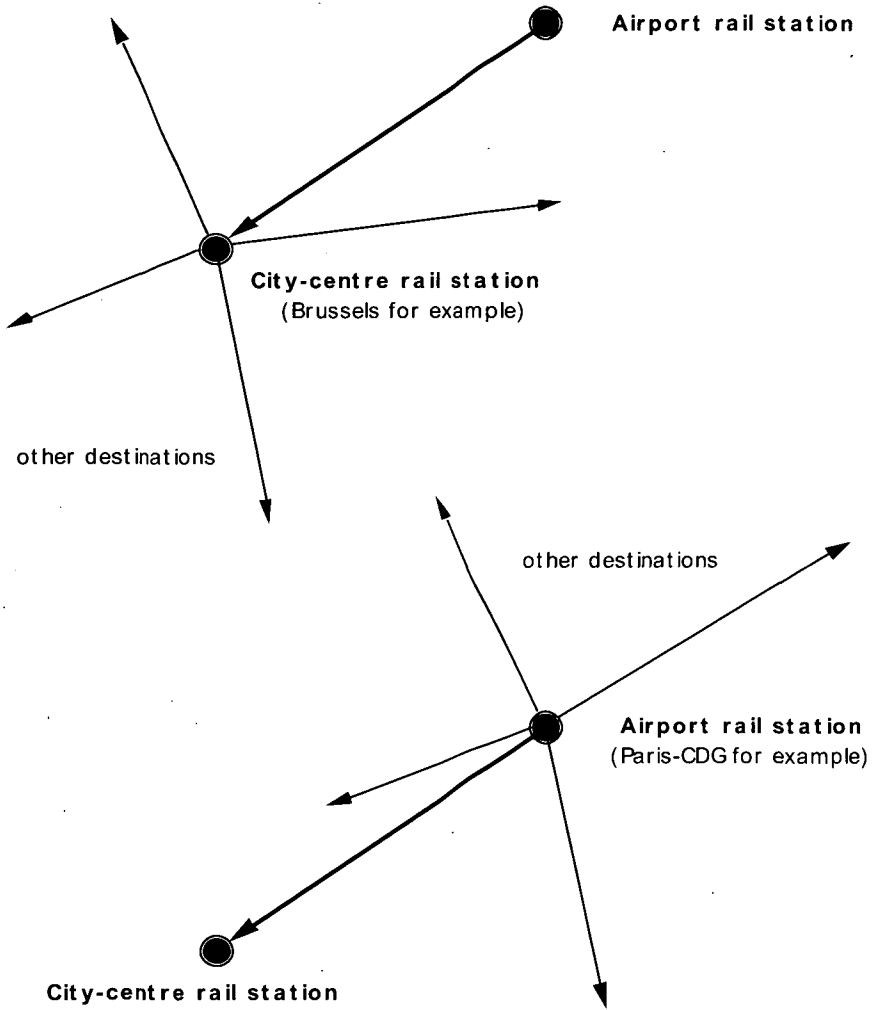 Airport rail station
City-centre rail station
(Brussels for example)
other destinations
other destinations
Airport rail station
(Paris-CDG for example)
City-centre rail station